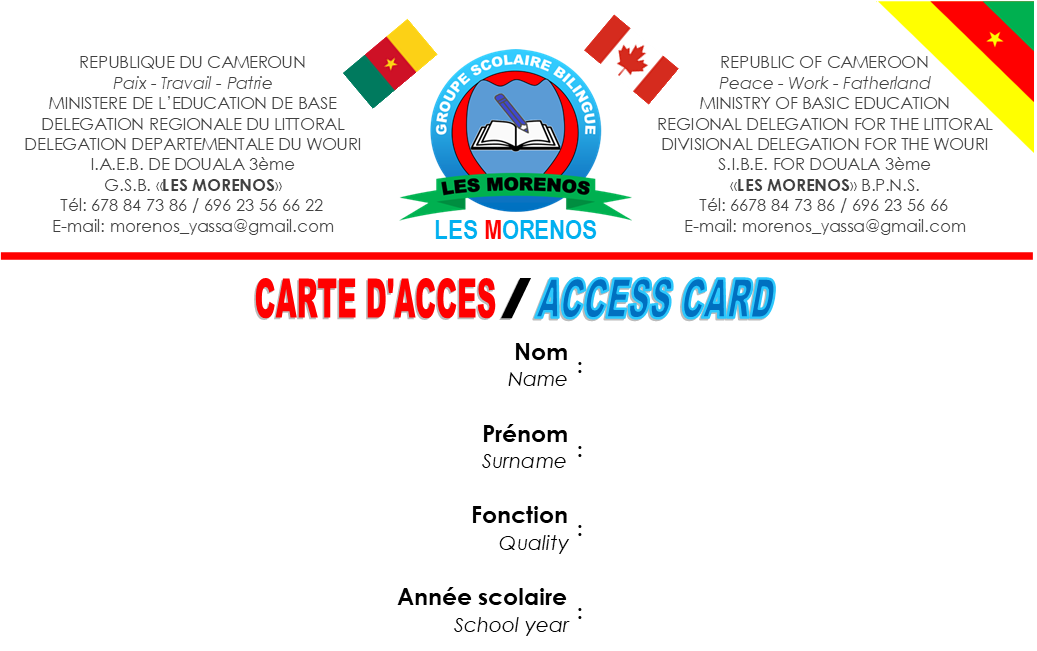 REPUBLIQUE DU CAMEROUN
Paix - Travail - Patrie
MINISTERE DE L’EDUCATION DE BASE
DELEGATION REGIONALE DU LITTORAL
DELEGATION DEPARTEMENTALE DU WOURI
I.A.E.B. DE DOUALA 3ème
G.S.B. «LES MORENOS»
Tél: 678 84 73 86 / 696 23 56 66 22
E-mail: morenos_yassa@gmail.com
GROUPE SCOLAIRE BILINGUE
LES MORENOS
LES MORENOS
REPUBLIC OF CAMEROON
Peace - Work - Fatherland
MINISTRY OF BASIC EDUCATION
REGIONAL DELEGATION FOR THE LITTORAL
DIVISIONAL DELEGATION FOR THE WOURI
S.I.B.E. FOR DOUALA 3ème
«LES MORENOS» B.P.N.S.
Tél: 6678 84 73 86 / 696 23 56 66
E-mail: morenos_yassa@gmail.com
CARTE D'ACCES / ACCESS CARD
Nom :
Name
Prénom :
Surname
Fonction :
Quality
Année scolaire :
School year